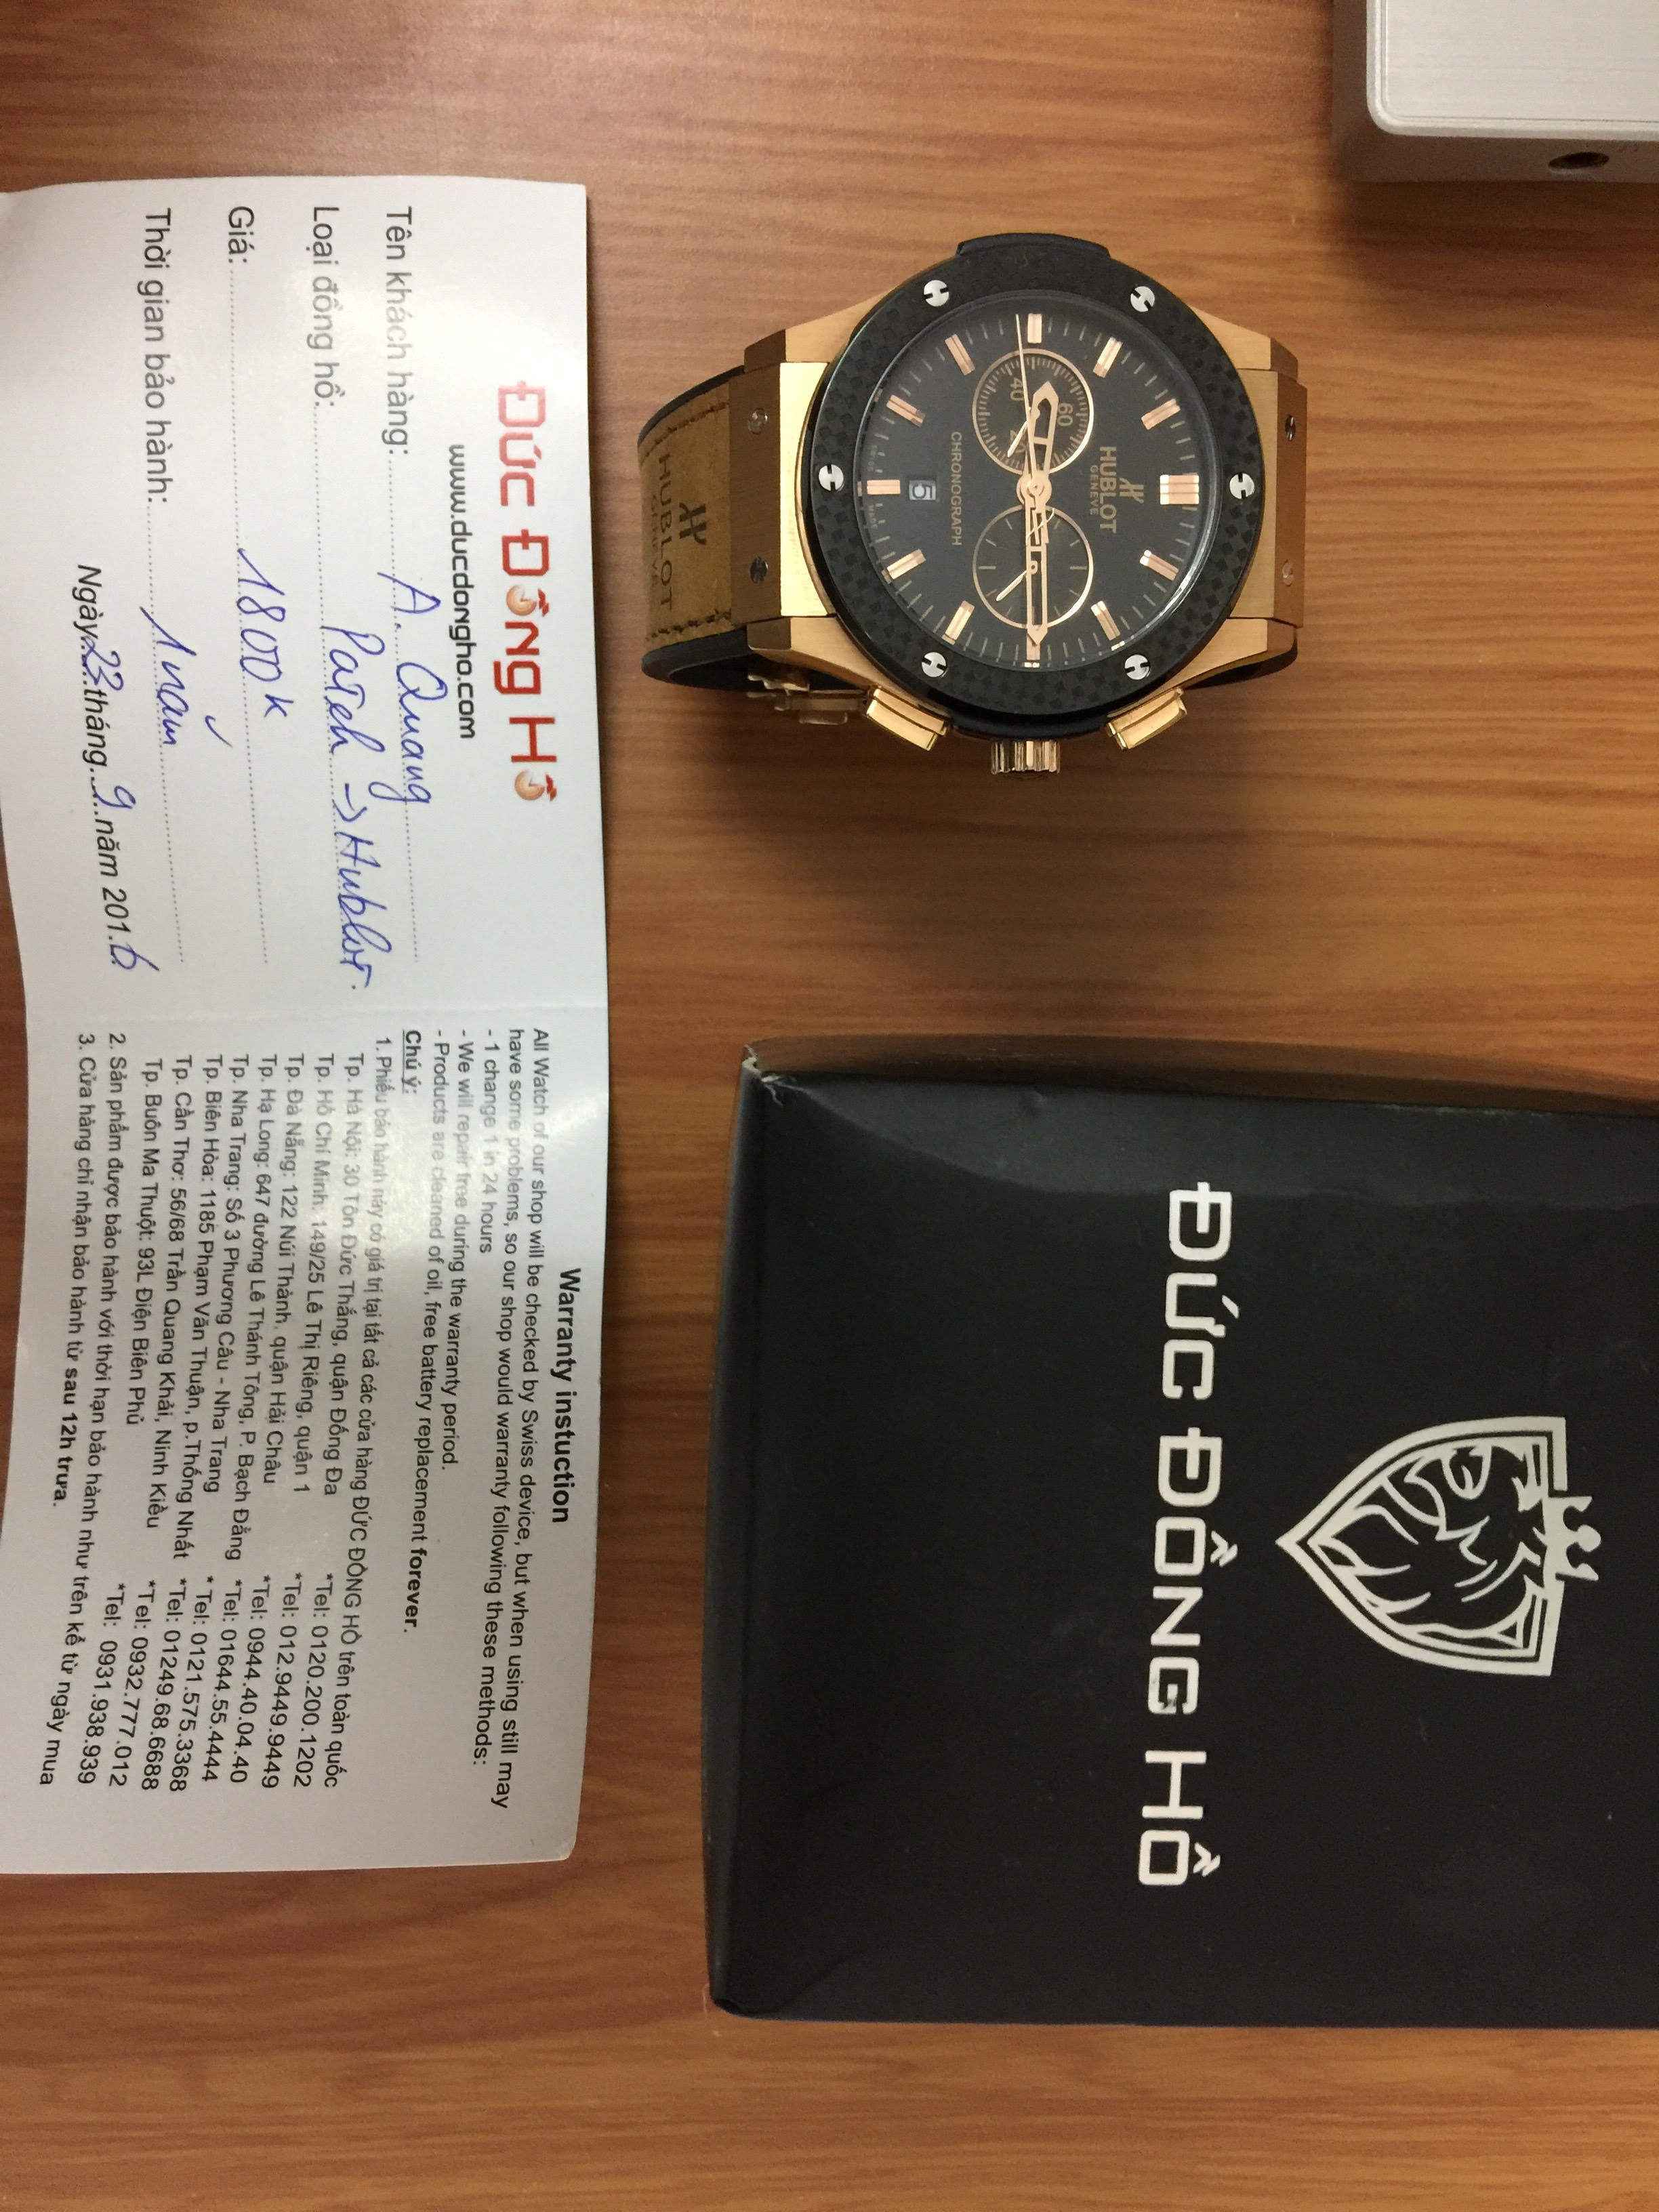 ĐỨC ĐỒNG HỒ
www.ducdongho.com
Tên khách hàng: A. Quang
Loại đồng hồ: Patek -> Hublot.
Giá: 1800k
Thời gian bảo hành: 1 năm
Ngày 23 tháng 9 năm 2016
Warranty instuction
All Watch of our shop will be checked by Swiss device, but when using still may
have some problems, so our shop would warranty following these methods:
- 1 change 1 in 24 hours
- We will repair free during the warranty period.
- Products are cleaned of oil, free battery replacement forever.
Chú ý:
1. Phiếu bảo hành này có giá trị tại tất cả các cửa hàng ĐỨC ĐỒNG HỒ trên toàn quốc
Tp. Hà Nội: 30 Tôn Đức Thắng, quận Đống Đa *Tel: 0120.200.1202
Tp. Hồ Chí Minh: 149/25 Lê Thị Riêng, quận 1 *Tel: 012.9449.9449
Tp. Đà Nẵng: 122 Núi Thành, quận Hải Châu *Tel: 0944.40.04.40
Tp. Hạ Long: 647 đường Lê Thánh Tông, P. Bạch Đằng *Tel: 01644.55.4444
Tp. Nha Trang: Số 3 Phương Câu - Nha Trang * Tel: 0121.575.3368
Tp. Biên Hòa: 1185 Phạm Văn Thuận, p.Thống Nhất *Tel: 01249.68.6688
Tp. Cần Thơ: 56/68 Trần Quang Khải, Ninh Kiều *Tel: 0932.777.012
Tp. Buôn Ma Thuột: 93L Điện Biên Phủ *Tel: 0931.938.939
2. Sản phẩm được bảo hành với thời hạn bảo hành như trên kể từ ngày mua
3. Cửa hàng chỉ nhận bảo hành từ sau 12h trưa.
HUBLOT
GENEVE
60
40
20
CHRONOGRAPH
5
SWISS MADE
HUBLOT
GENEVE
ĐỨC ĐỒNG HỒ